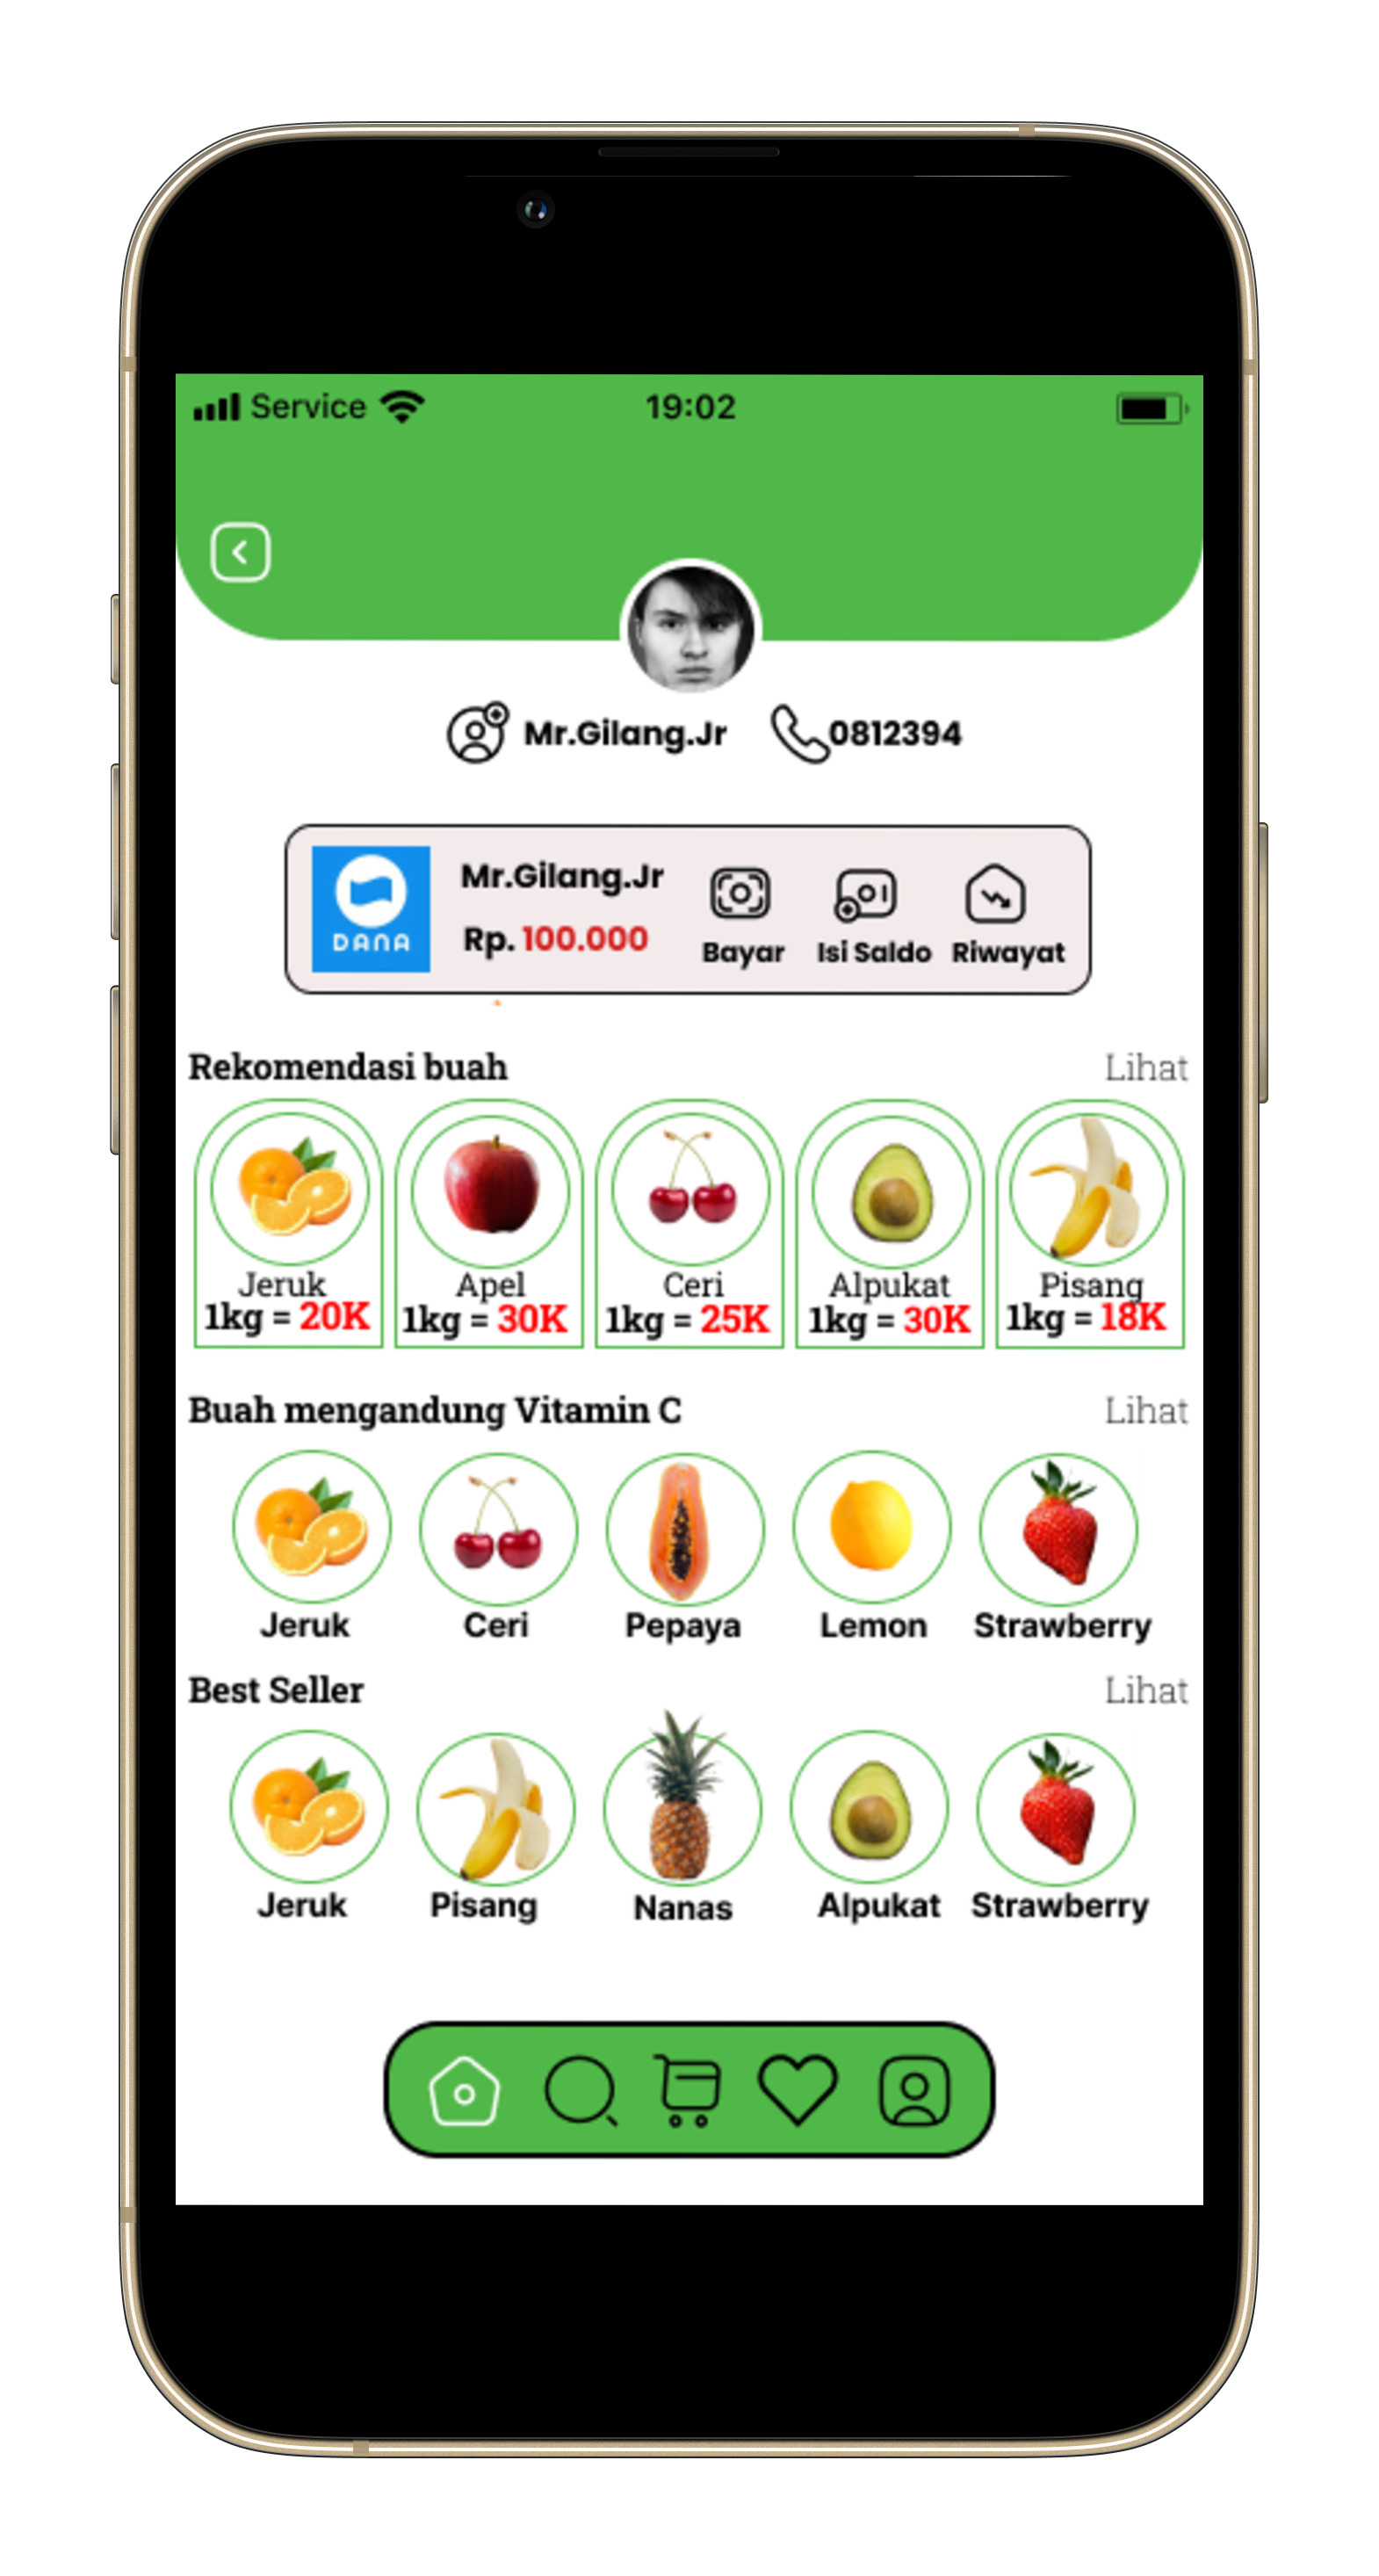 Service 19:02
Mr.Gilang.Jr 0812394
DANA
Mr.Gilang.Jr
Rp. 100.000
Bayar Isi Saldo Riwayat
Rekomendasi buah Lihat
Jeruk Apel Ceri Alpukat Pisang
1kg = 20K 1kg = 30K 1kg = 25K 1kg = 30K 1kg = 18K
Buah mengandung Vitamin C Lihat
Jeruk Ceri Pepaya Lemon Strawberry
Best Seller Lihat
Jeruk Pisang Nanas Alpukat Strawberry